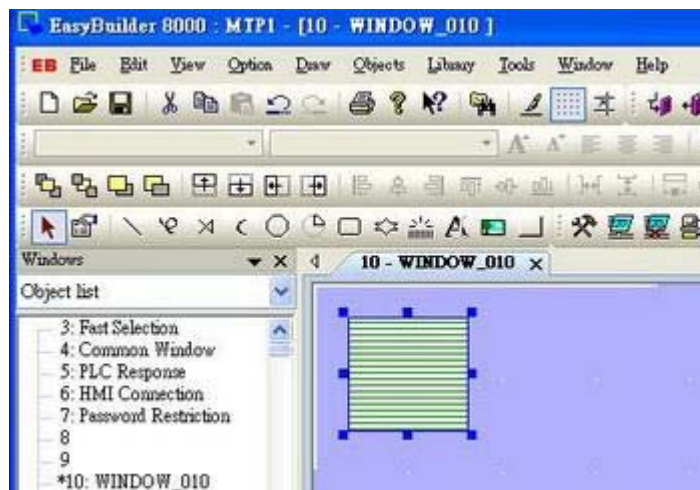 EasyBuilder 8000 : MTP1 - [10 - WINDOW_010 ]
EB File Edit View Option Draw Objects Library Tools Window Help
Windows
10 - WINDOW_010
Object list
3: Fast Selection
4: Common Window
5: PLC Response
6: HMI Connection
7: Password Restriction
8
9
*10: WINDOW_010